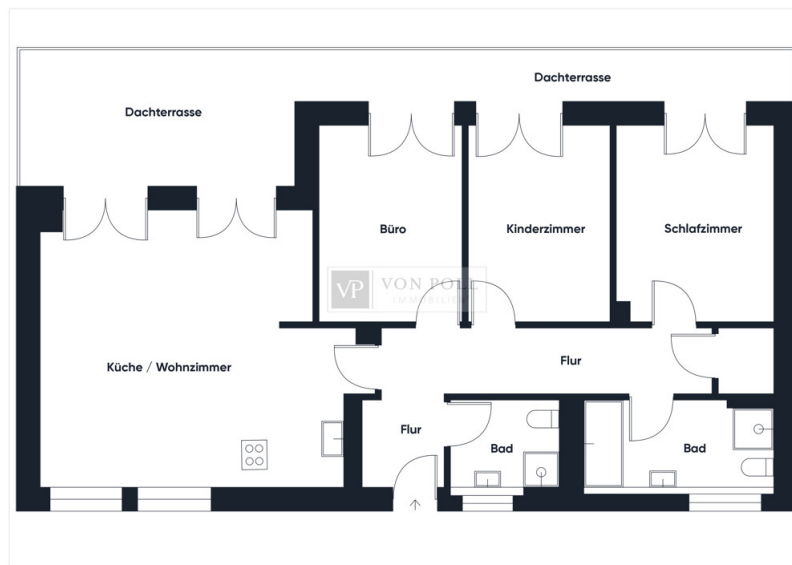 Dachterrasse
Dachterrasse
Büro
Kinderzimmer
Schlafzimmer
VP VON POLL
IMMOBILIEN
Küche / Wohnzimmer
Flur
Flur
Bad
Bad